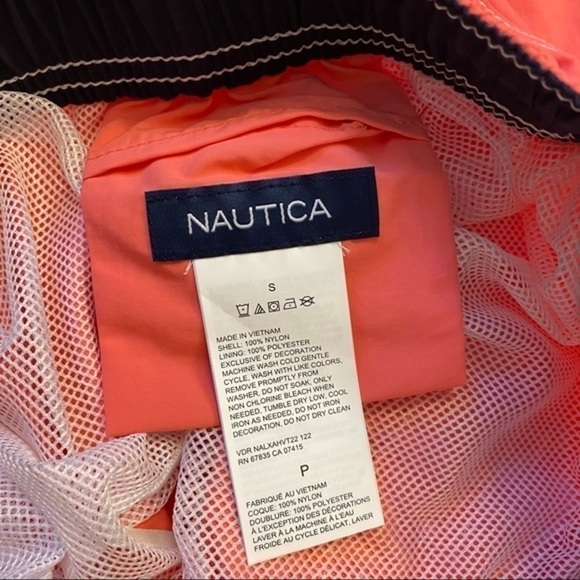 NAUTICA
S
MADE IN VIETNAM
SHELL: 100% NYLON
LINING: 100% POLYESTER
EXCLUSIVE OF DECORATION
MACHINE WASH COLD GENTLE
CYCLE, WASH WITH LIKE COLORS,
REMOVE PROMPTLY FROM
WASHER, DO NOT SOAK, ONLY
NON CHLORINE BLEACH WHEN
NEEDED, TUMBLE DRY LOW, COOL
IRON AS NEEDED, DO NOT IRON
DECORATION, DO NOT DRY CLEAN
VDR NALXAHVT22 122
RN 67835 CA 07415
P
FABRIQUÉ AU VIETNAM
COQUE: 100% NYLON
DOUBLURE: 100% POLYESTER
À L'EXCEPTION DES DÉCORATIONS
LAVER À LA MACHINE À L'EAU
FROIDE AU CYCLE DÉLICAT, LAVER